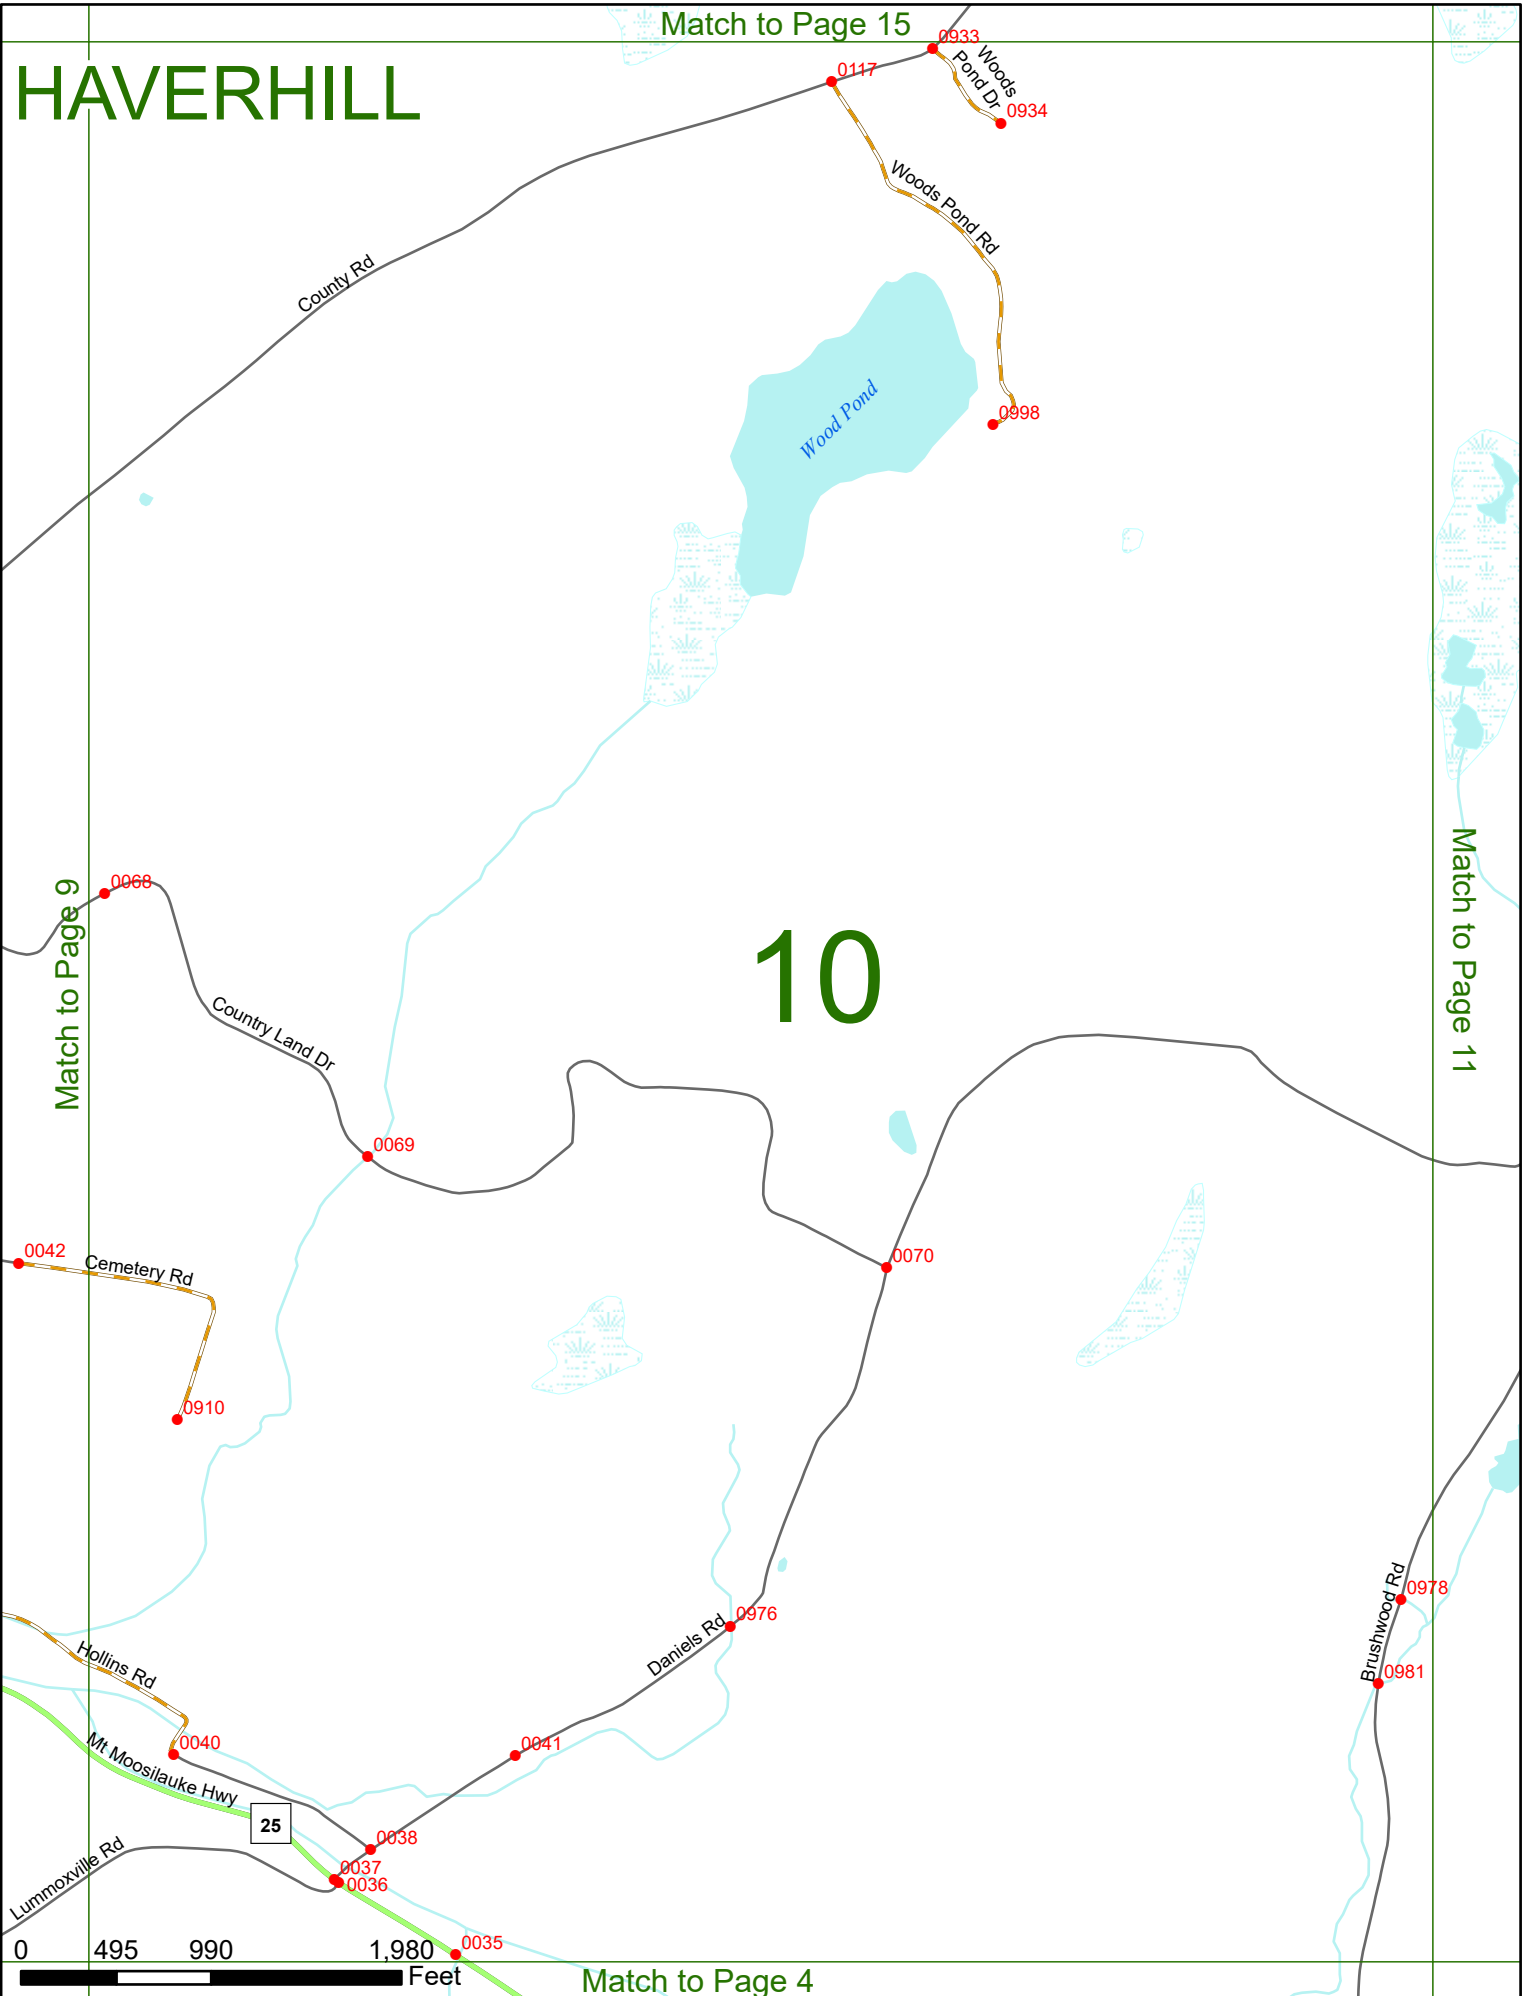 Match to Page 15
HAVERHILL
0933
Woods
Pond Dr
0117
0934
Woods Pond Rd
County Rd
Wood Pond
0998
Match to Page 9
Match to Page 11
0068
10
Country Land Dr
0069
0042
Cemetery Rd
0070
0910
0978
Brushwood Rd
0976
Daniels Rd
Hollins Rd
0981
0040
0041
Mt Moosilauke Hwy
25
0038
Lummoxville Rd
0037
0036
0035
0 495 990 1,980
Feet
Match to Page 4